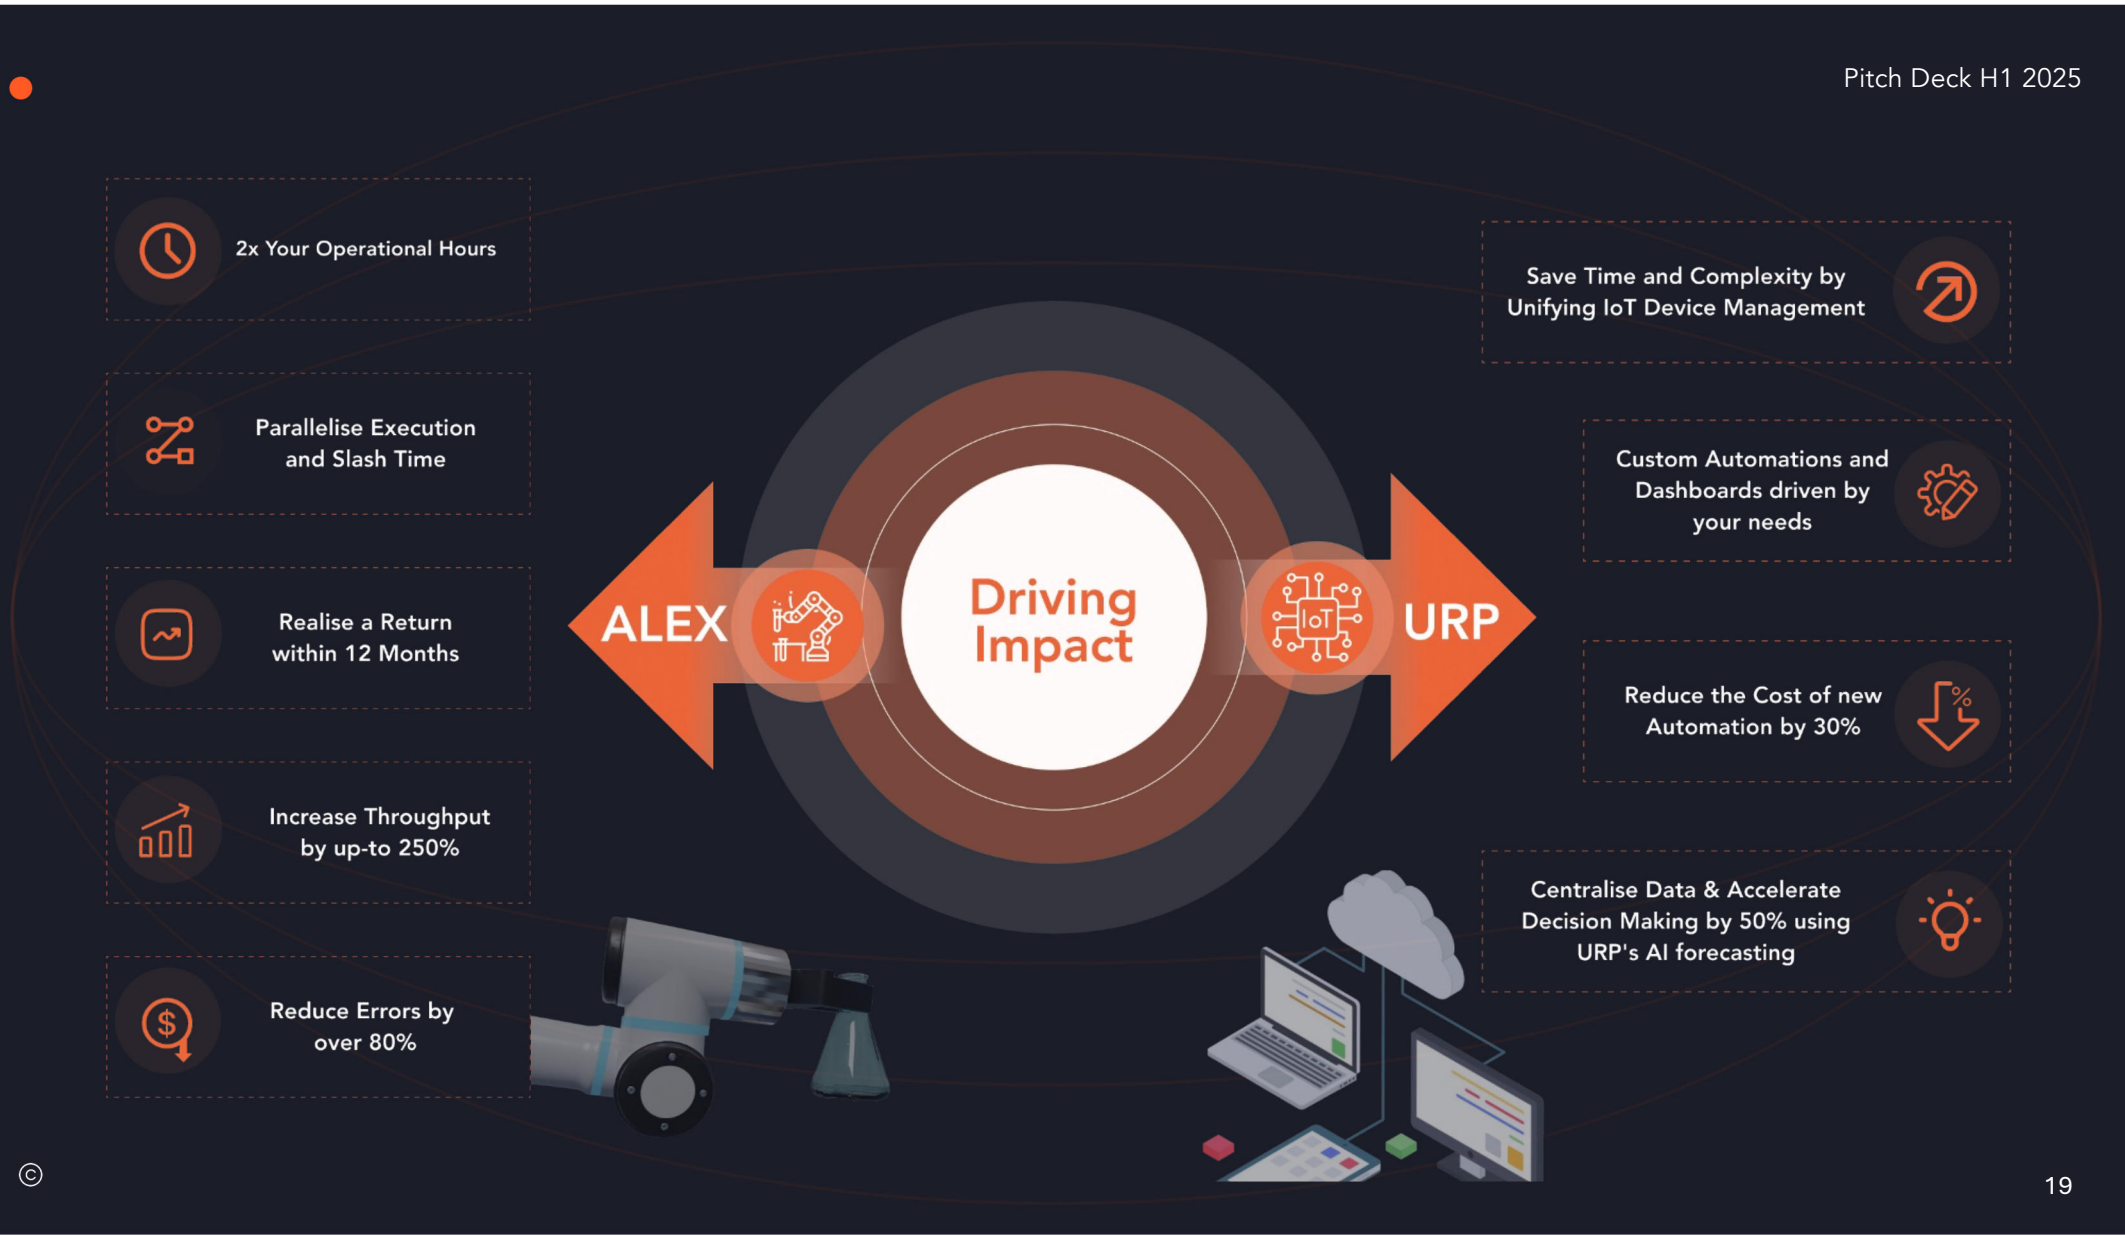 Pitch Deck H1 2025
2x Your Operational Hours
Parallelise Execution
and Slash Time
Realise a Return
within 12 Months
Increase Throughput
by up-to 250%
Reduce Errors by
over 80%
$
ALEX
Driving
Impact
IoT
URP
Save Time and Complexity by
Unifying IoT Device Management
Custom Automations and
Dashboards driven by
your needs
%
Reduce the Cost of new
Automation by 30%
Centralise Data & Accelerate
Decision Making by 50% using
URP's AI forecasting
©
19